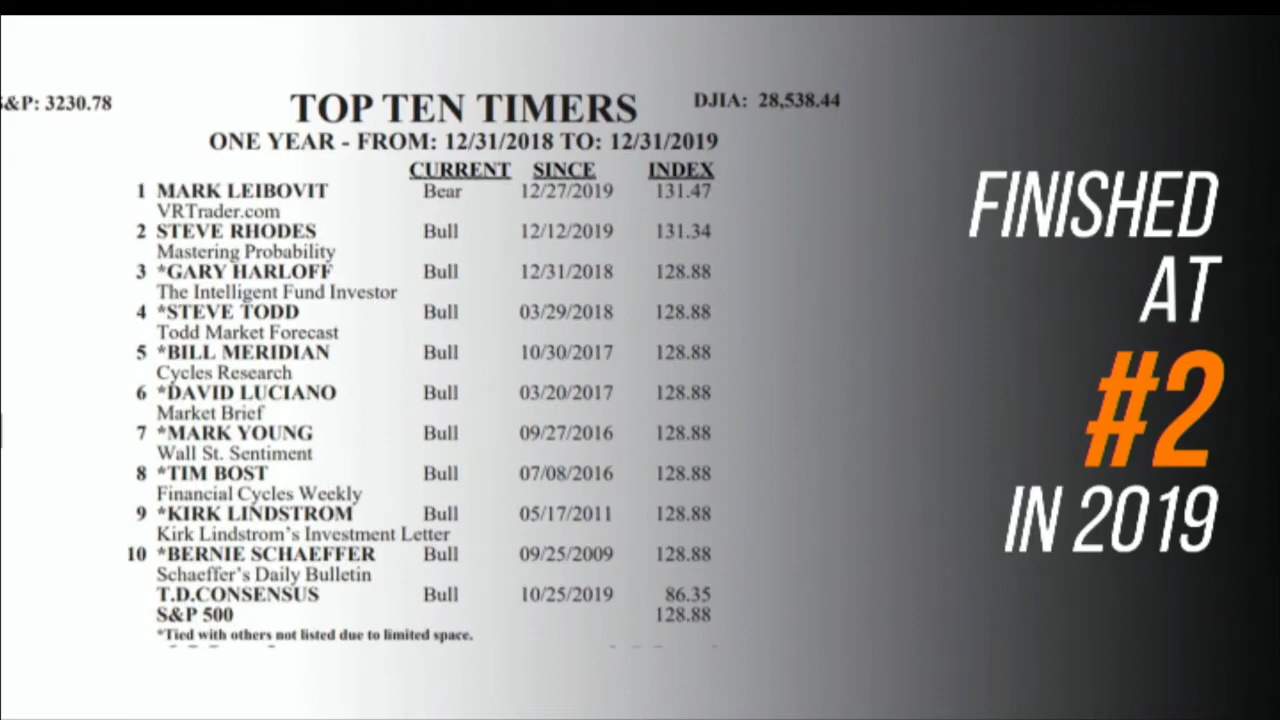 S&P: 3230.78
TOP TEN TIMERS
DJIA: 28,538.44
ONE YEAR - FROM: 12/31/2018 TO: 12/31/2019
CURRENT SINCE INDEX
1 MARK LEIBOVIT Bear 12/27/2019 131.47
VRTrader.com
2 STEVE RHODES Bull 12/12/2019 131.34
Mastering Probability
3 *GARY HARLOFF Bull 12/31/2018 128.88
The Intelligent Fund Investor
4 *STEVE TODD Bull 03/29/2018 128.88
Todd Market Forecast
5 *BILL MERIDIAN Bull 10/30/2017 128.88
Cycles Research
6 *DAVID LUCIANO Bull 03/20/2017 128.88
Market Brief
7 *MARK YOUNG Bull 09/27/2016 128.88
Wall St. Sentiment
8 *TIM BOST Bull 07/08/2016 128.88
Financial Cycles Weekly
9 *KIRK LINDSTROM Bull 05/17/2011 128.88
Kirk Lindstrom's Investment Letter
10 *BERNIE SCHAEFFER Bull 09/25/2009 128.88
Schaeffer's Daily Bulletin
T.D.CONSENSUS Bull 10/25/2019 86.35
S&P 500 128.88
*Tied with others not listed due to limited space.
FINISHED
AT
#2
IN 2019